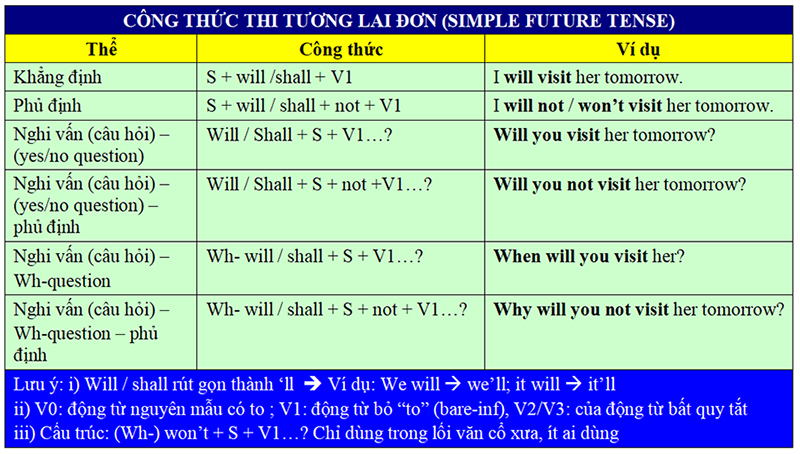 CÔNG THỨC THI TƯƠNG LAI ĐƠN (SIMPLE FUTURE TENSE)
Thể Công thức Ví dụ
Khẳng định S + will /shall + V1 I will visit her tomorrow.
Phủ định S + will / shall + not + V1 I will not / won't visit her tomorrow.
Nghi vấn (câu hỏi) – Will / Shall + S + V1…? Will you visit her tomorrow?
(yes/no question)
Nghi vấn (câu hỏi) – Will / Shall + S + not +V1…? Will you not visit her tomorrow?
(yes/no question) –
phủ định
Nghi vấn (câu hỏi) – Wh- will / shall + S + V1…? When will you visit her?
Wh-question
Nghi vấn (câu hỏi) – Wh- will / shall + S + not + V1…? Why will you not visit her tomorrow?
Wh-question – phủ
định
Lưu ý: i) Will / shall rút gọn thành 'll ➔ Ví dụ: We will → we'll; it will → it'll
ii) V0: động từ nguyên mẫu có to ; V1: động từ bỏ "to" (bare-inf), V2/V3: của động từ bất quy tắt
iii) Cấu trúc: (Wh-) won't + S + V1…? Chỉ dùng trong lối văn cổ xưa, ít ai dùng